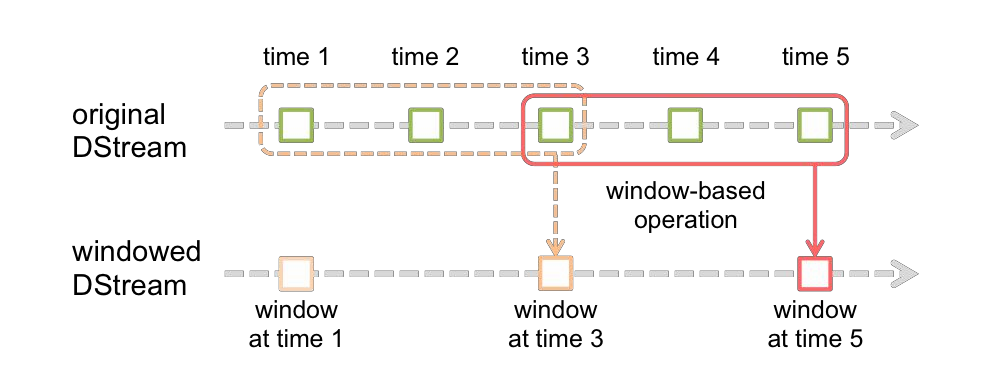 time 1
time 2
time 3
time 4
time 5
original
DStream
window-based
operation
windowed
DStream
window
at time 1
window
at time 3
window
at time 5